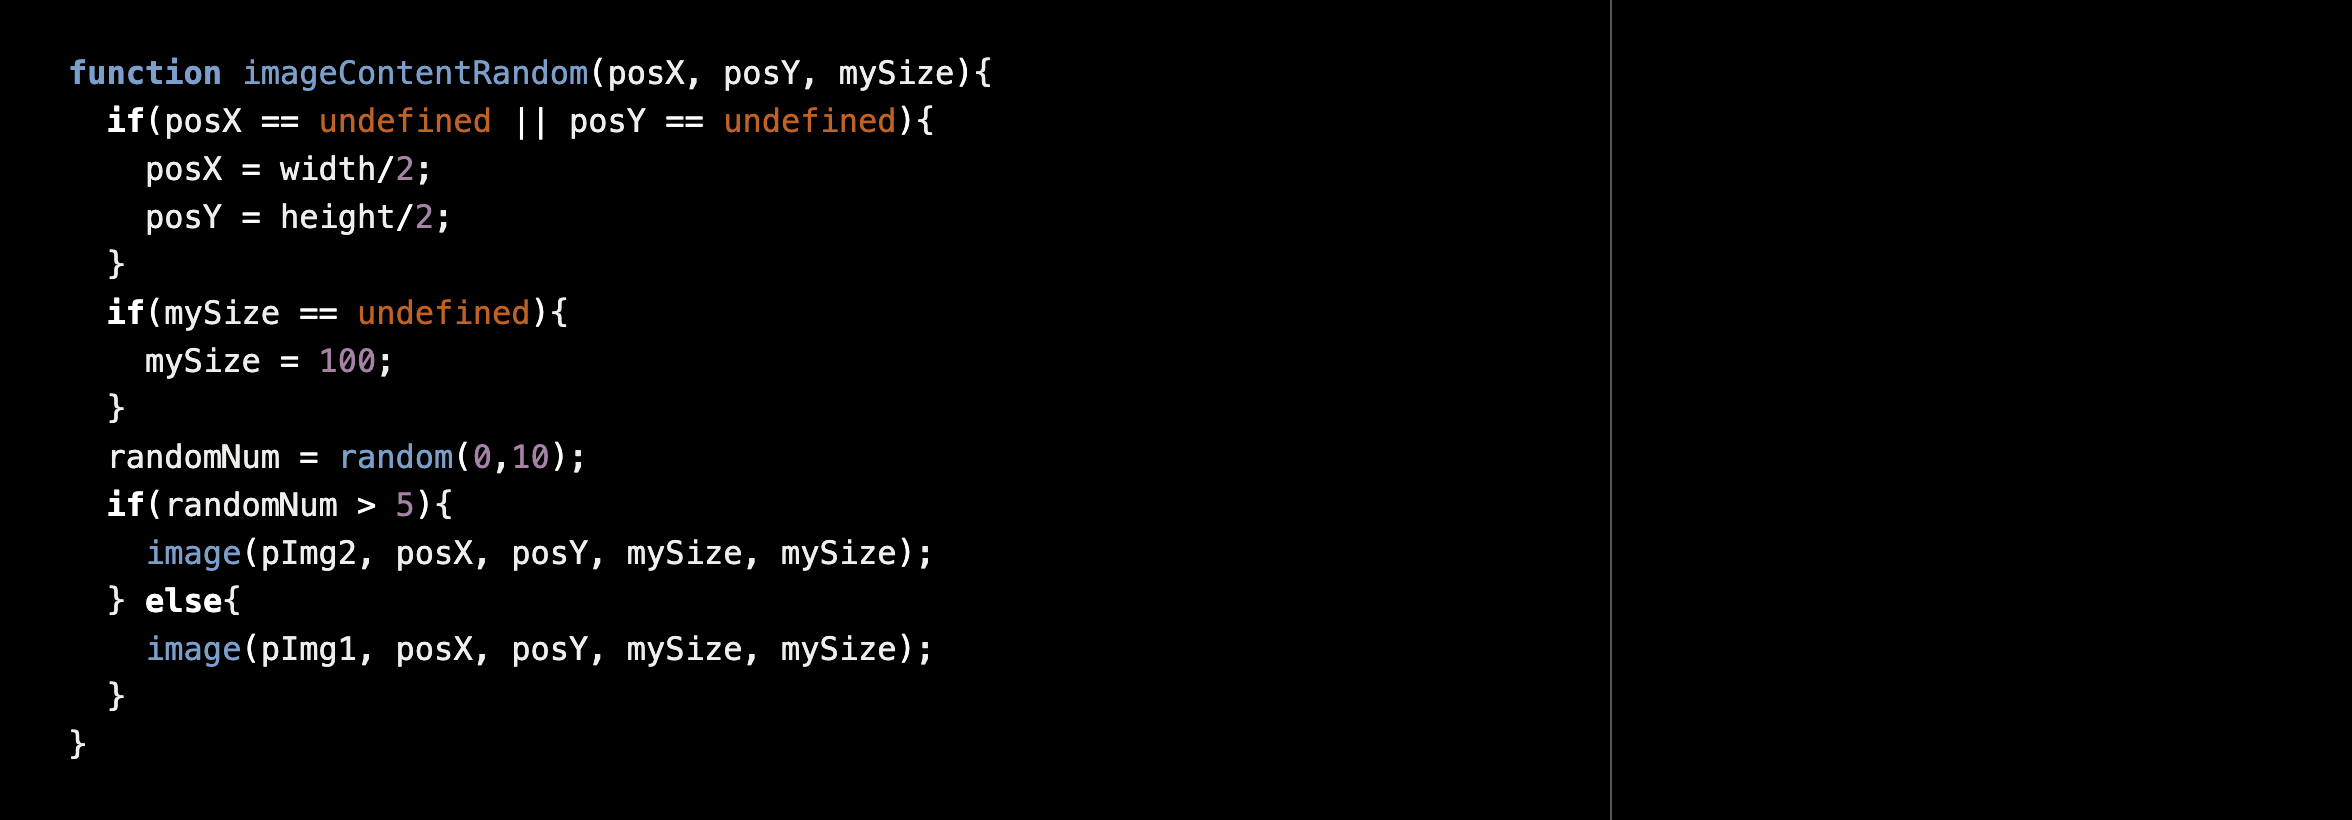 function imageContentRandom(posX, posY, mySize){
  if(posX == undefined || posY == undefined){
    posX = width/2;
    posY = height/2;
  }
  if(mySize == undefined){
    mySize = 100;
  }
  randomNum = random(0,10);
  if(randomNum > 5){
    image(pImg2, posX, posY, mySize, mySize);
  } else{
    image(pImg1, posX, posY, mySize, mySize);
  }
}